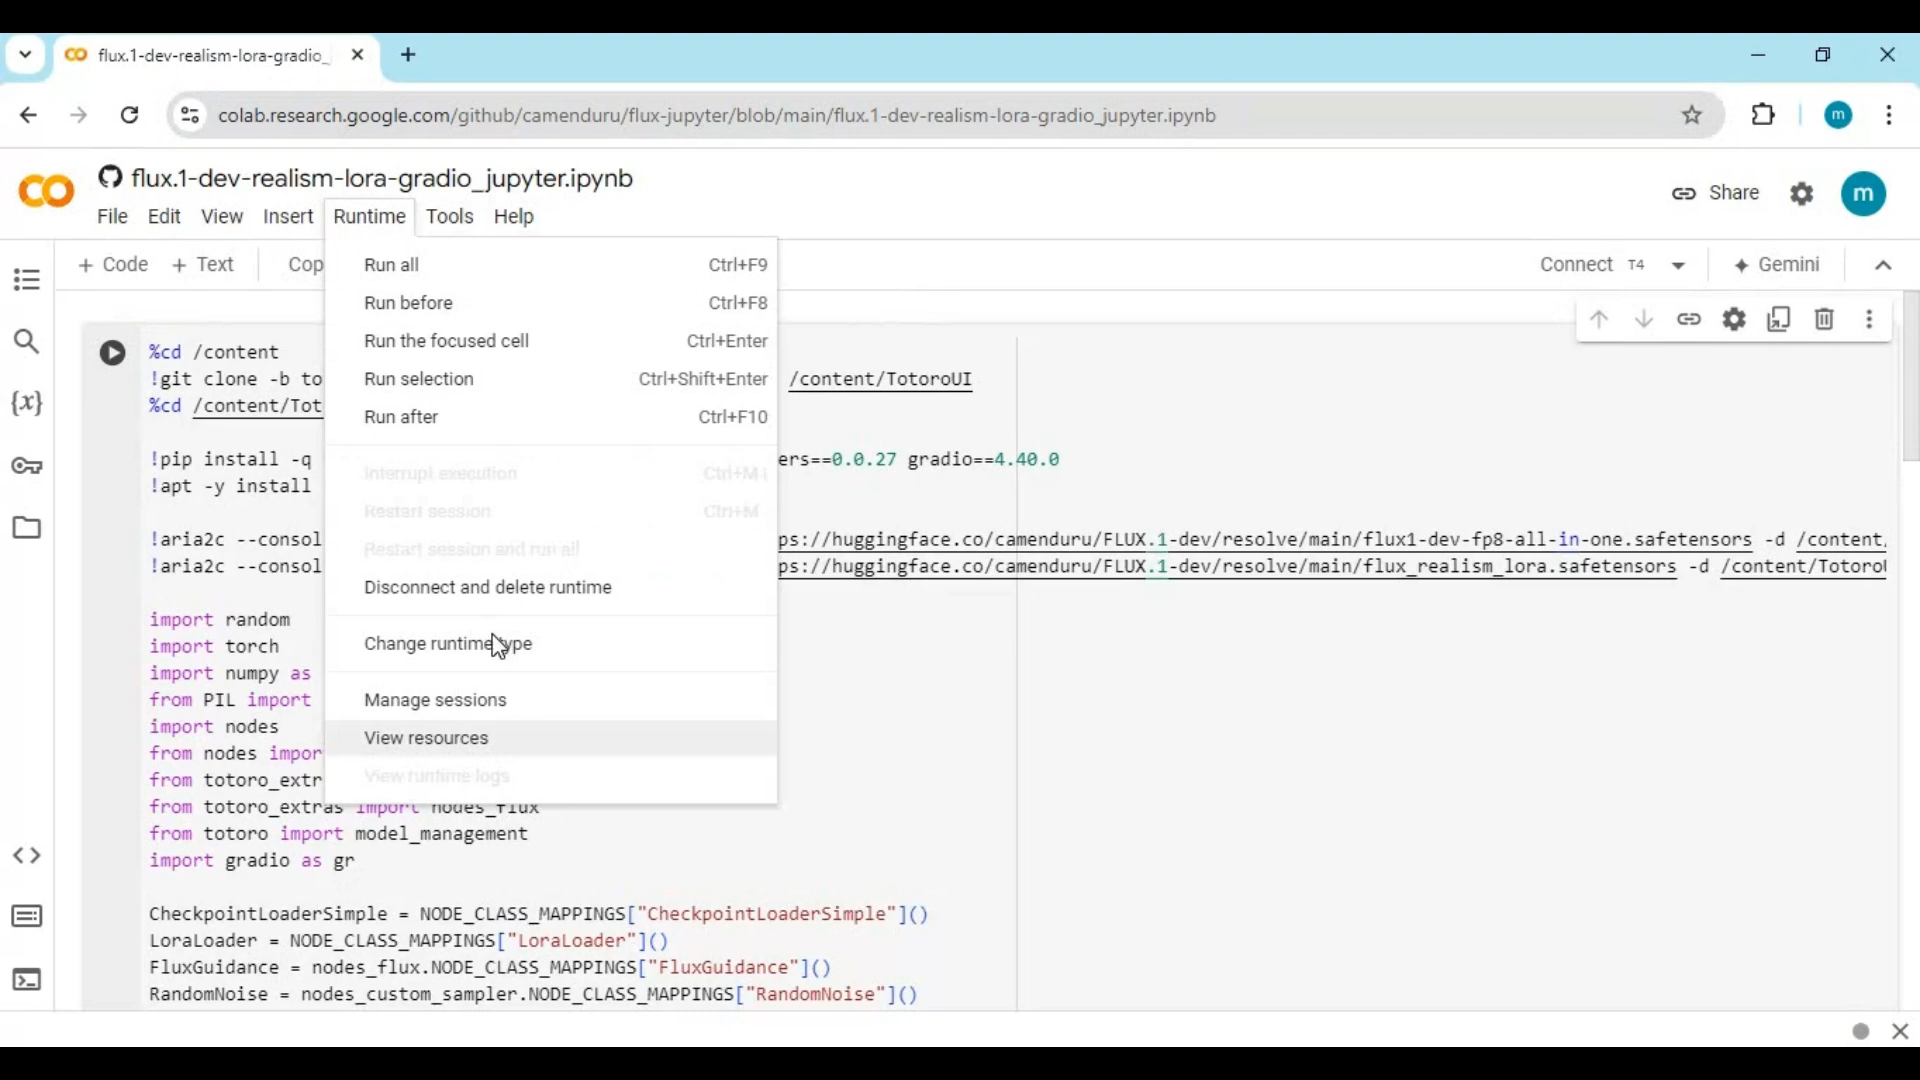 flux.1-dev-realism-lora-gradio_
colab.research.google.com/github/camenduru/flux-jupyter/blob/main/flux.1-dev-realism-lora-gradio_jupyter.ipynb
m
flux.1-dev-realism-lora-gradio_jupyter.ipynb
Share
m
File Edit View Insert Runtime Tools Help
+ Code + Text Cop
Connect T4
Gemini
Run all Ctrl+F9
Run before Ctrl+F8
Run the focused cell Ctrl+Enter
Run selection Ctrl+Shift+Enter
Run after Ctrl+F10
Interrupt execution Ctrl+M I
Restart session Ctrl+M
Restart session and run all
Disconnect and delete runtime
Change runtime type
Manage sessions
View resources
View runtime logs
%cd /content
!git clone -b to /content/TotoroUI
%cd /content/Tot
!pip install -q ers==0.0.27 gradio==4.40.0
!apt -y install
!aria2c --consol ps://huggingface.co/camenduru/FLUX.1-dev/resolve/main/flux1-dev-fp8-all-in-one.safetensors -d /content
!aria2c --consol ps://huggingface.co/camenduru/FLUX.1-dev/resolve/main/flux_realism_lora.safetensors -d /content/Totoro
import random
import torch
import numpy as
from PIL import
import nodes
from nodes impor
from totoro_extr
from totoro_extras import nodes_flux
from totoro import model_management
import gradio as gr
CheckpointLoaderSimple = NODE_CLASS_MAPPINGS["CheckpointLoaderSimple"]()
LoraLoader = NODE_CLASS_MAPPINGS["LoraLoader"]()
FluxGuidance = nodes_flux.NODE_CLASS_MAPPINGS["FluxGuidance"]()
RandomNoise = nodes_custom_sampler.NODE_CLASS_MAPPINGS["RandomNoise"]()